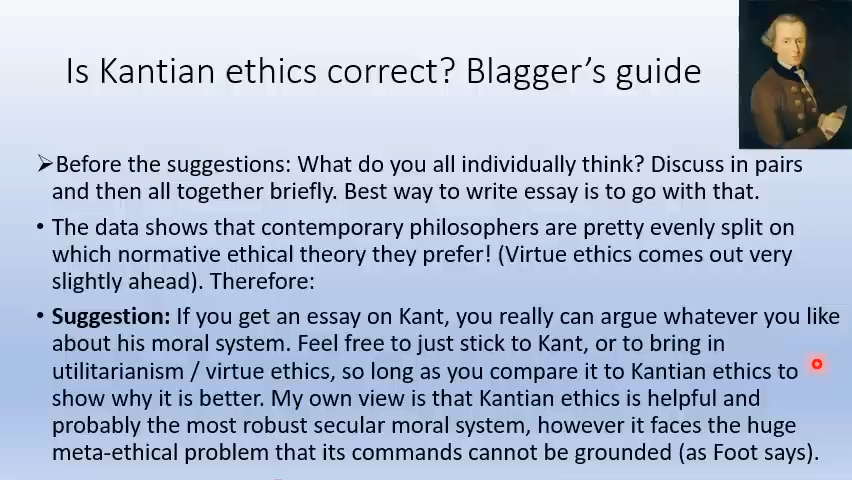 Is Kantian ethics correct? Blagger’s guide
➢Before the suggestions: What do you all individually think? Discuss in pairs
and then all together briefly. Best way to write essay is to go with that.
• The data shows that contemporary philosophers are pretty evenly split on
which normative ethical theory they prefer! (Virtue ethics comes out very
slightly ahead). Therefore:
• Suggestion: If you get an essay on Kant, you really can argue whatever you like
about his moral system. Feel free to just stick to Kant, or to bring in
utilitarianism / virtue ethics, so long as you compare it to Kantian ethics to
show why it is better. My own view is that Kantian ethics is helpful and
probably the most robust secular moral system, however it faces the huge
meta-ethical problem that its commands cannot be grounded (as Foot says).